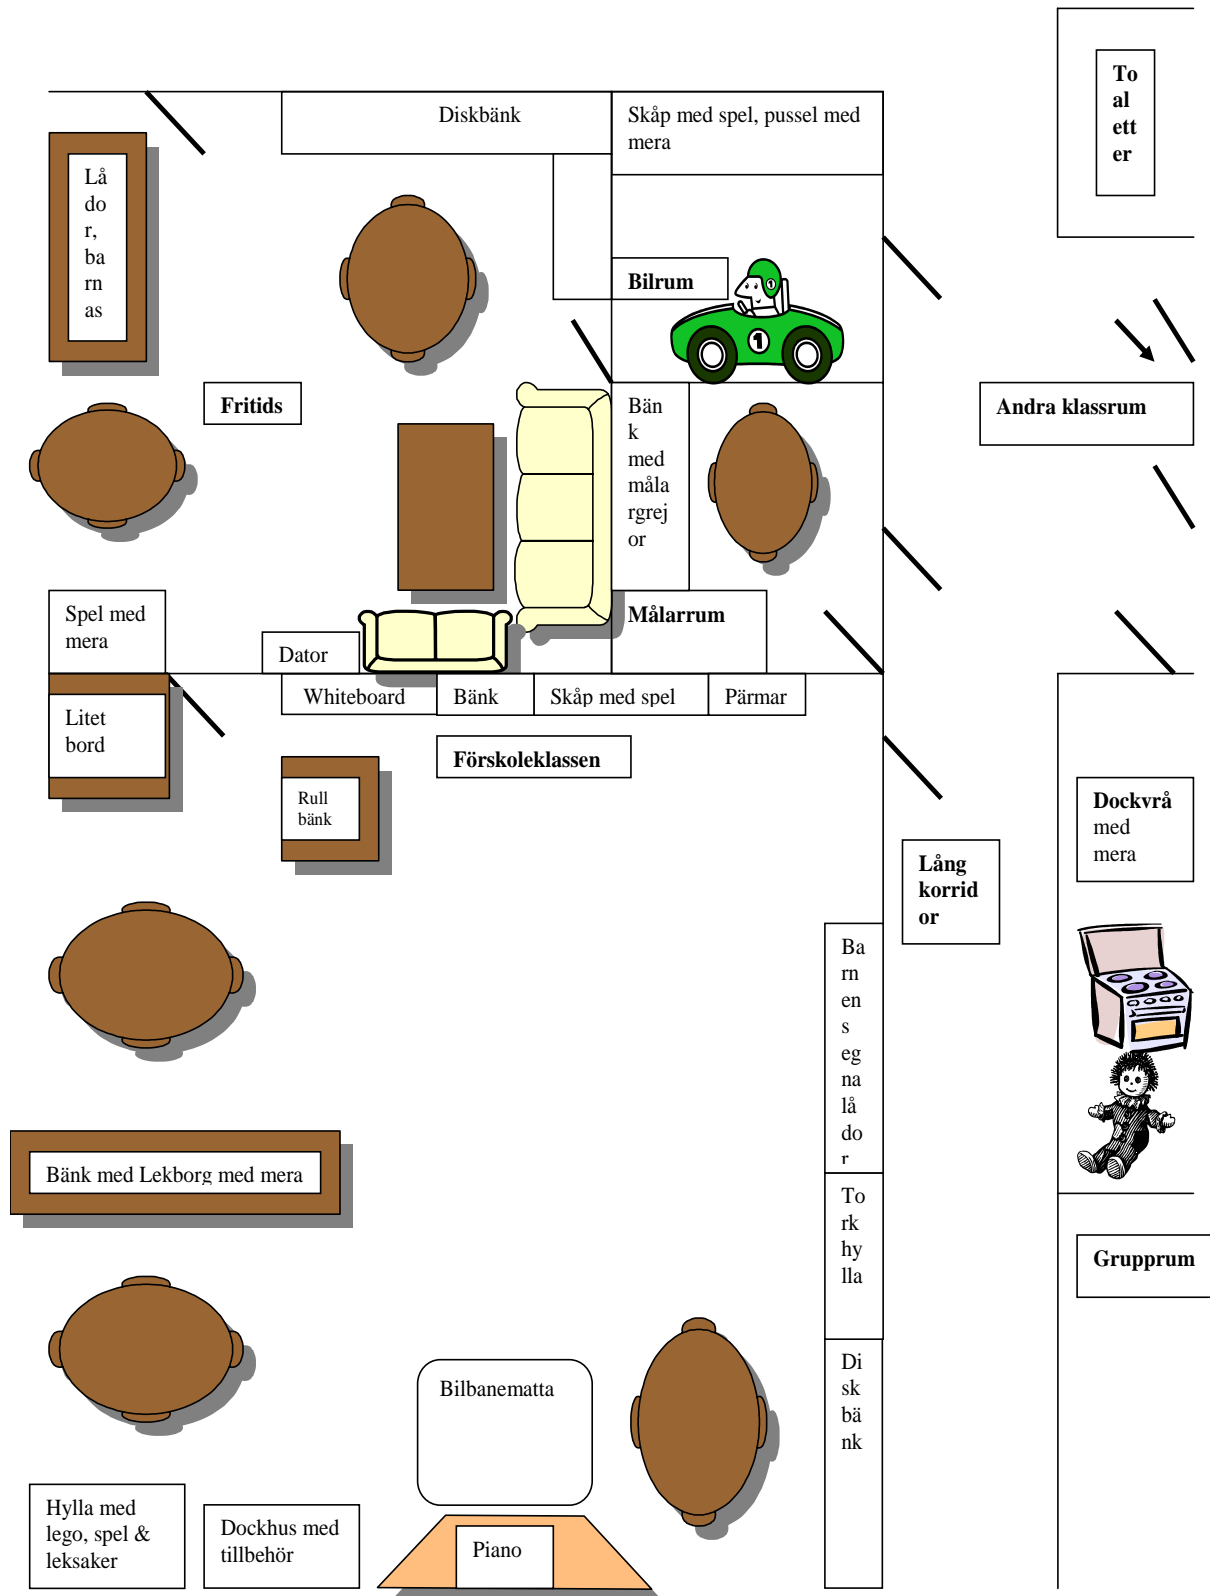 To
al
ett
er
Diskbänk
Skåp med spel, pussel med
mera
Lå
do
r,
ba
rn
as
Bilrum
1
1
Fritids
Bän
k
med
måla
rgrej
or
Andra klassrum
Spel med
mera
Målarrum
Dator
Whiteboard
Bänk
Skåp med spel
Pärmar
Litet
bord
Förskoleklassen
Rull
bänk
Dockvrå
med
mera
Lång
korrid
or
Ba
rn
en
s
eg
na
lå
do
r
Bänk med Lekborg med mera
To
rk
hy
lla
Grupprum
Di
sk
bä
nk
Bilbanematta
Hylla med
lego, spel &
leksaker
Dockhus med
tillbehör
Piano